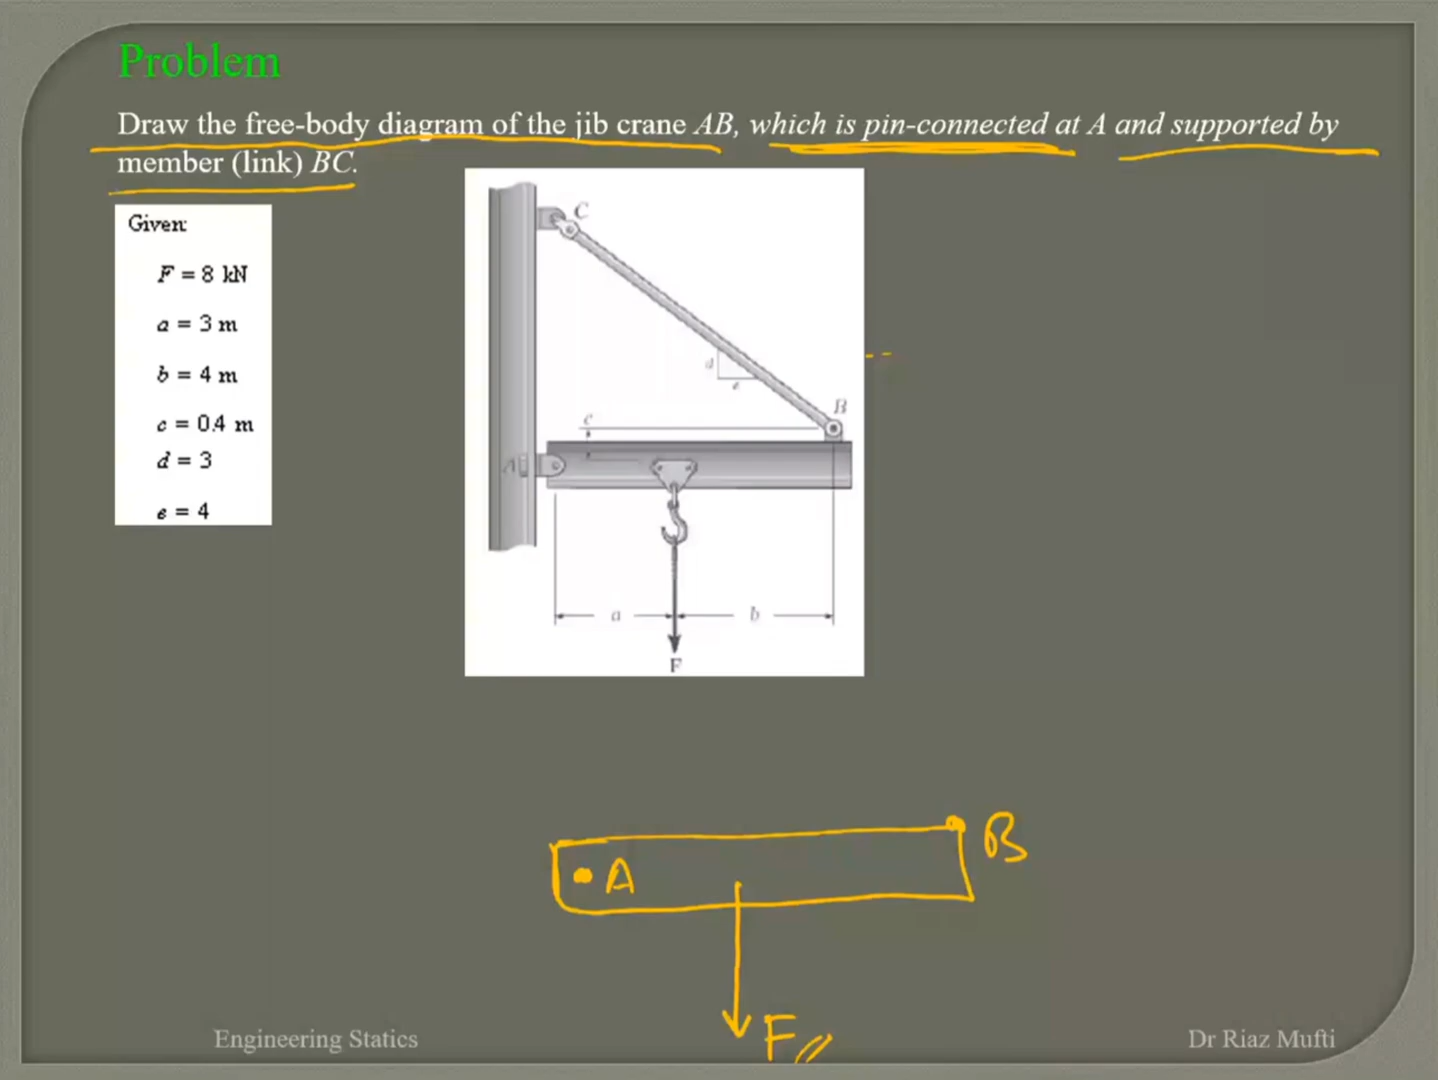 Problem
Draw the free-body diagram of the jib crane AB, which is pin-connected at A and supported by
member (link) BC.
Given:
F = 8 kN
a = 3 m
b = 4 m
c = 0.4 m
d = 3
e = 4
C
d
e
B
c
A
a
b
F
B
A
F
Engineering Statics
Dr Riaz Mufti